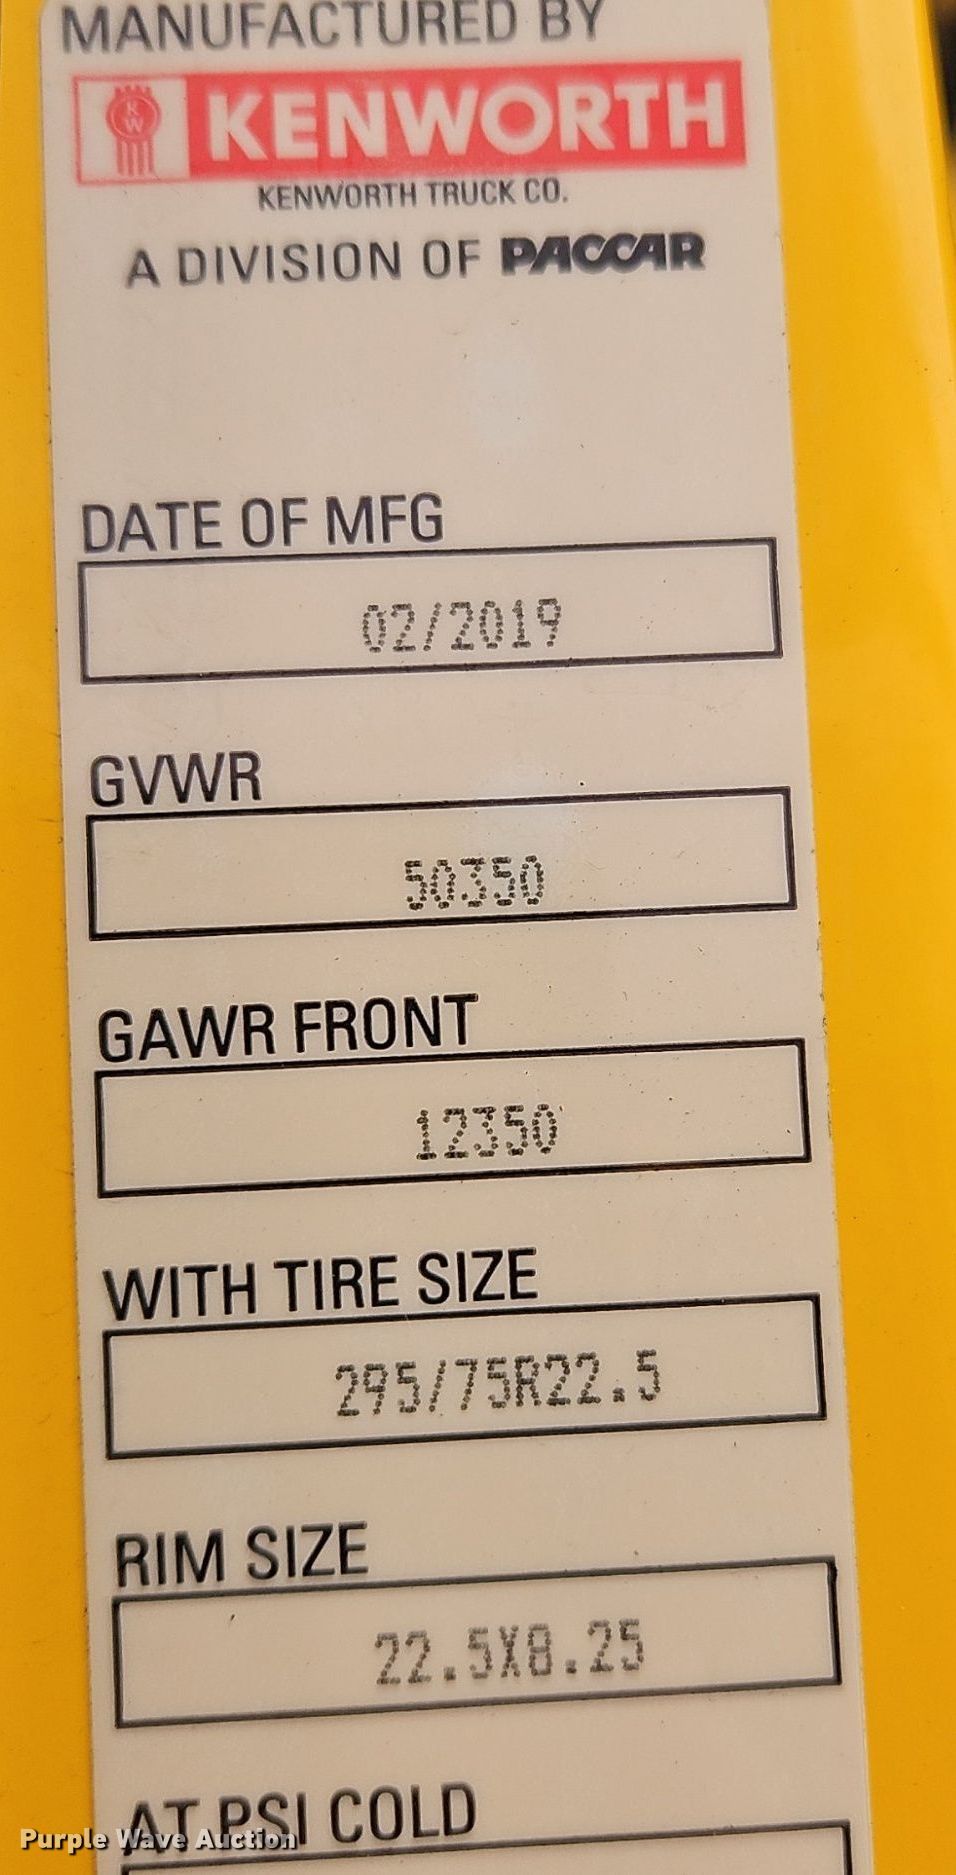 MANUFACTURED BY
KW KENWORTH
KENWORTH TRUCK CO.
A DIVISION OF PACCAR
DATE OF MFG
02/2019
GVWR
50350
GAWR FRONT
12350
WITH TIRE SIZE
295/75R22.5
RIM SIZE
22.5X8.25
AT PSI COLD
Purple Wave Auction